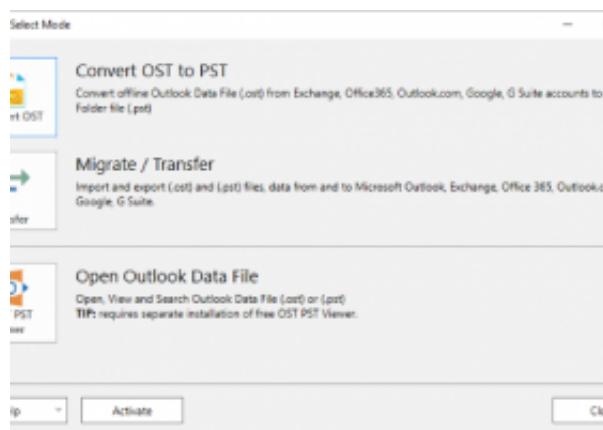 Select Mode
Convert OST to PST
Convert offline Outlook Data File (.ost) from Exchange, Office365, Outlook.com, Google, G Suite accounts to
Folder file (.pst)
rt OST
Migrate / Transfer
Import and export (.ost) and (.pst) files, data from and to Microsoft Outlook, Exchange, Office 365, Outlook.c
Google, G Suite.
sfer
Open Outlook Data File
Open, View and Search Outlook Data File (.ost) or (.pst)
TIP: requires separate installation of free OST PST Viewer.
PST
wer
lp
Activate
Clo